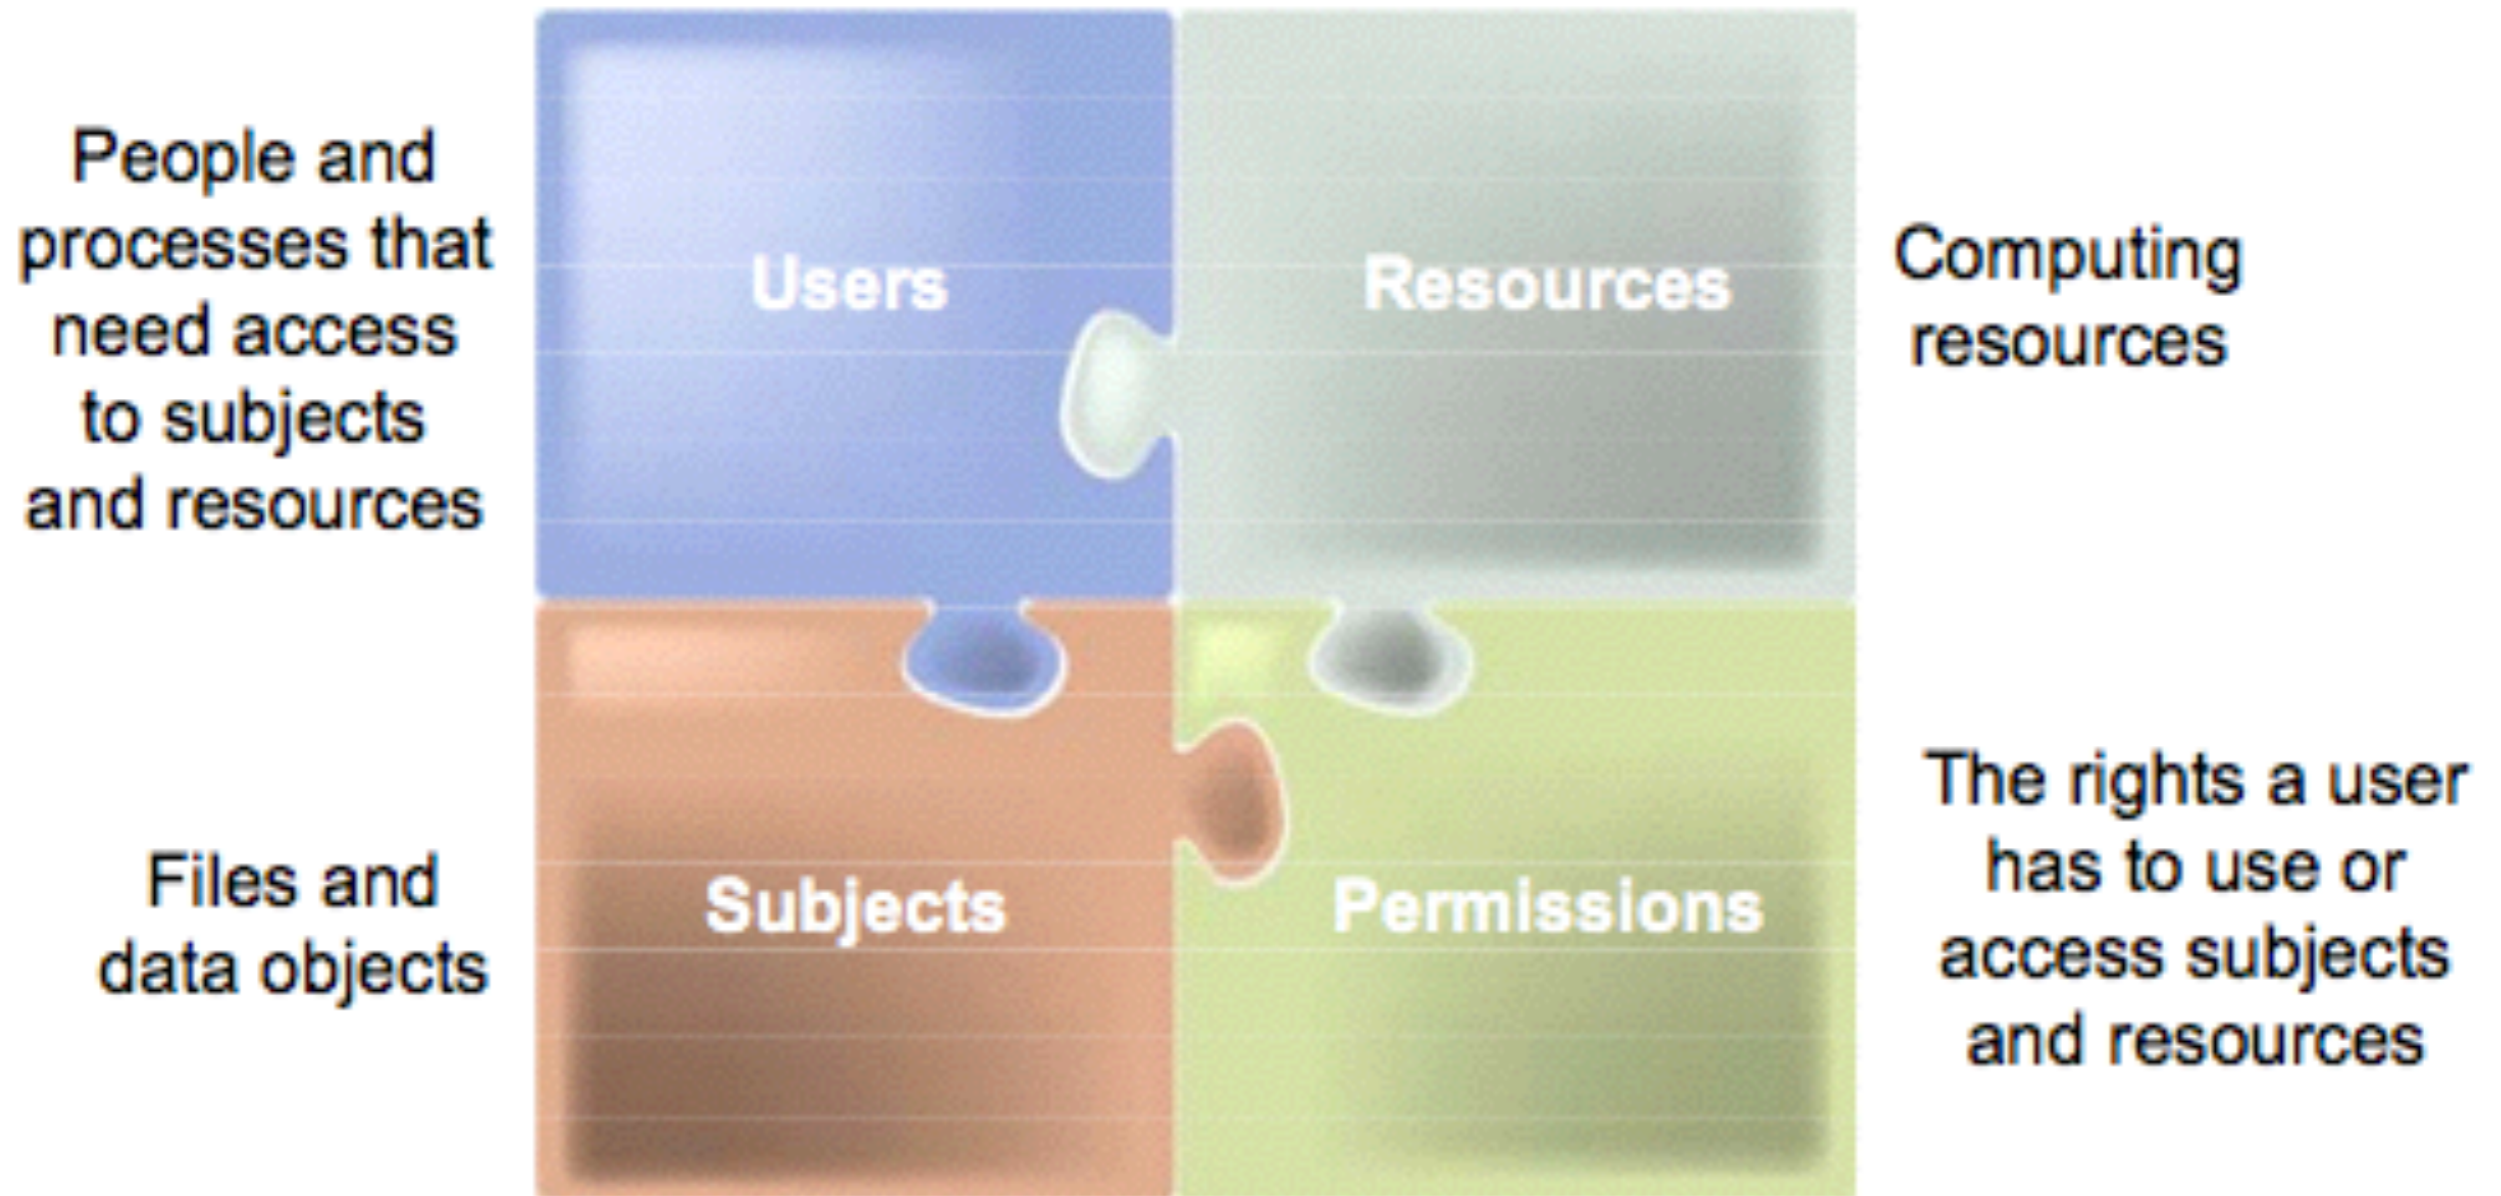 People and
processes that
need access
to subjects
and resources
Users
Resources
Computing
resources
Files and
data objects
Subjects
Permissions
The rights a user
has to use or
access subjects
and resources